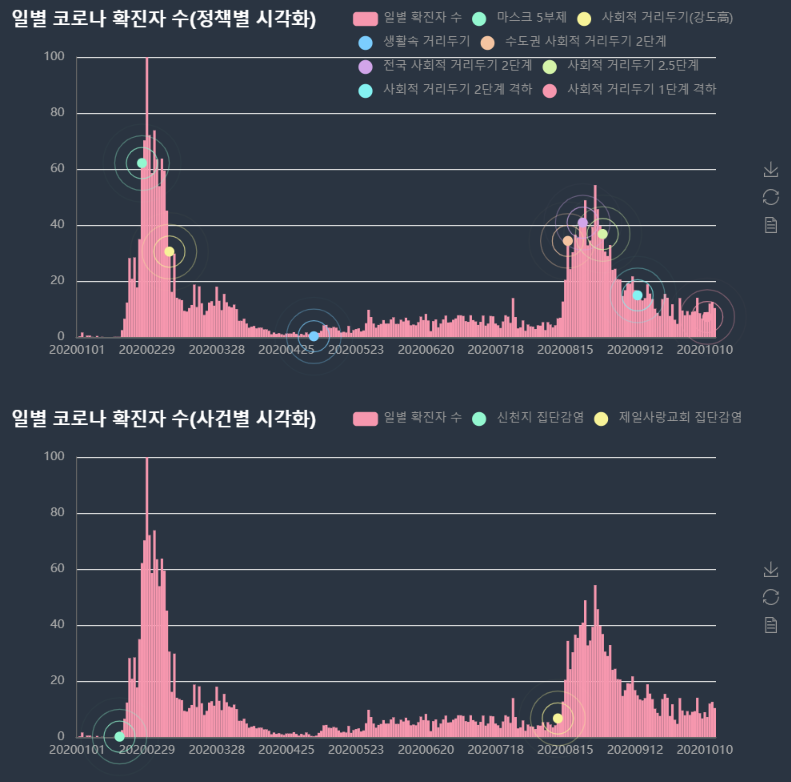 일별 코로나 확진자 수(정책별 시각화)
일별 확진자 수 마스크 5부제 사회적 거리두기(강도高)
생활속 거리두기 수도권 사회적 거리두기 2단계
전국 사회적 거리두기 2단계 사회적 거리두기 2.5단계
사회적 거리두기 2단계 격하 사회적 거리두기 1단계 격하
100
80
60
40
20
0
20200101 20200229 20200328 20200425 20200523 20200620 20200718 20200815 20200912 20201010
일별 코로나 확진자 수(사건별 시각화)
일별 확진자 수 신천지 집단감염 제일사랑교회 집단감염
100
80
60
40
20
0
20200101 20200229 20200328 20200425 20200523 20200620 20200718 20200815 20200912 20201010